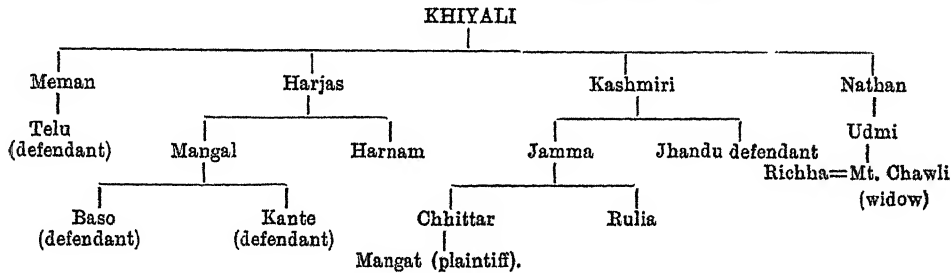 KHIYALI
Meman Harjas Kashmiri Nathan
Telu Udmi
(defendant) Mangal Harnam Jamma Jhandu defendant
Richha=Mt. Chawli
(widow)
Baso Kante Chhittar Rulia
(defendant) (defendant)
Mangat (plaintiff).